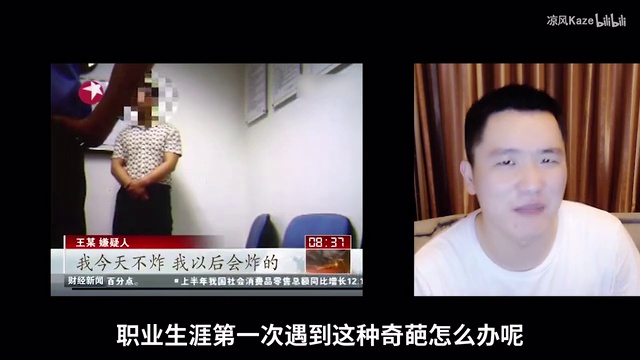 凉风Kaze bilibili
王某 嫌疑人
08:37
我今天不炸 我以后会炸的
财经新闻 百分点。
■上半年我国社会消费品零售总额同比增长12.1
职业生涯第一次遇到这种奇葩怎么办呢